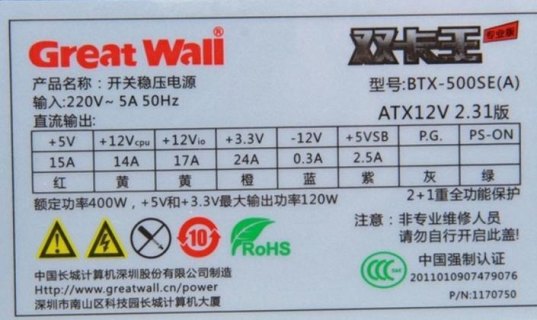 Great Wall®
双卡王 专业版
产品名称：开关稳压电源
型号:BTX-500SE(A)
输入:220V~ 5A 50Hz
ATX12V 2.31版
直流输出:
+5V +12Vcpu +12Vio +3.3V -12V +5VSB P.G. PS-ON
15A 14A 17A 24A 0.3A 2.5A
红 黄 黄 橙 蓝 紫 灰 绿
额定功率400W，+5V和+3.3V最大输出功率120W
2+1重全功能保护
注意：非专业维修人员
请勿自行开启此盖!
10
RoHS
中国长城计算机深圳股份有限公司制造
Http://www.greatwall.cn/power
深圳市南山区科技园长城计算机大厦
中国强制认证
2011010907479076
P/N:1170750